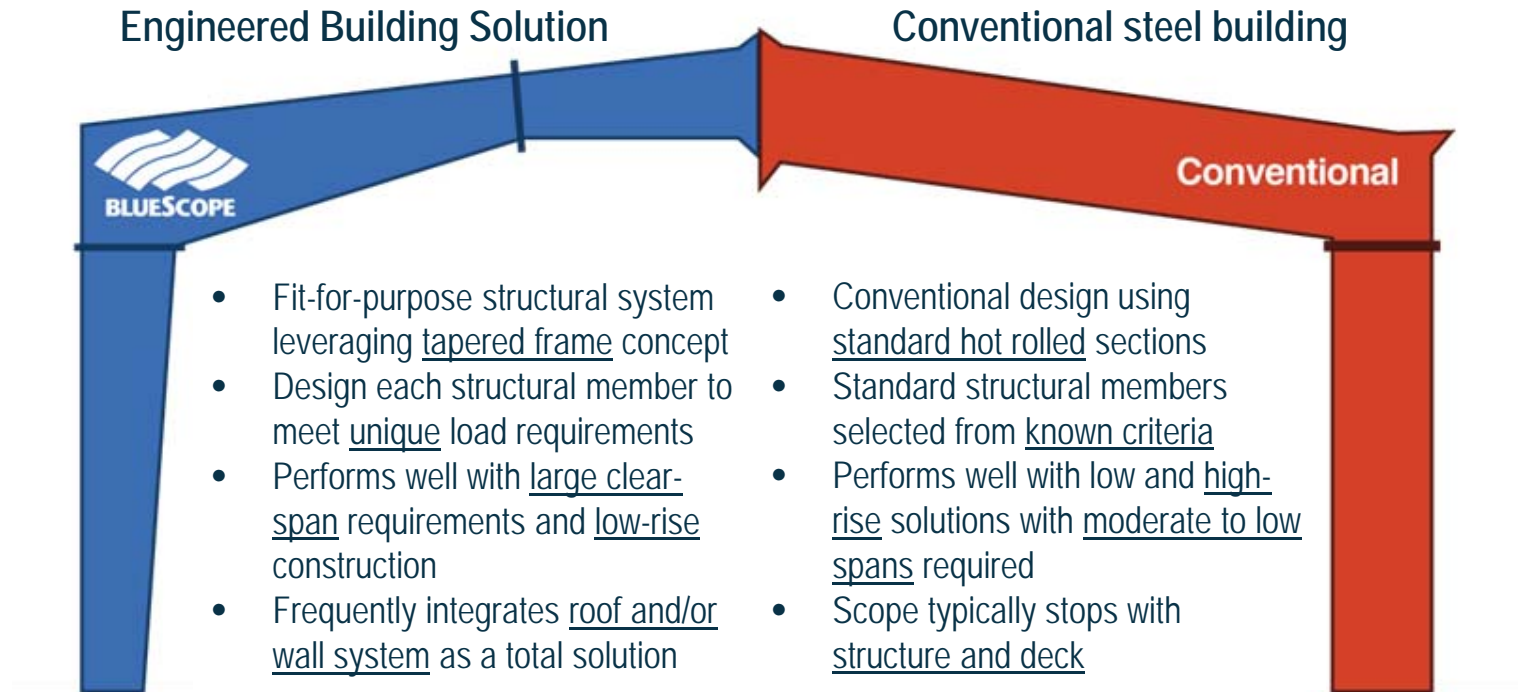 Engineered Building Solution
Conventional steel building
BLUESCOPE
Conventional
• Fit-for-purpose structural system
leveraging tapered frame concept
• Design each structural member to
meet unique load requirements
• Performs well with large clear-
span requirements and low-rise
construction
• Frequently integrates roof and/or
wall system as a total solution
• Conventional design using
standard hot rolled sections
• Standard structural members
selected from known criteria
• Performs well with low and high-
rise solutions with moderate to low
spans required
• Scope typically stops with
structure and deck